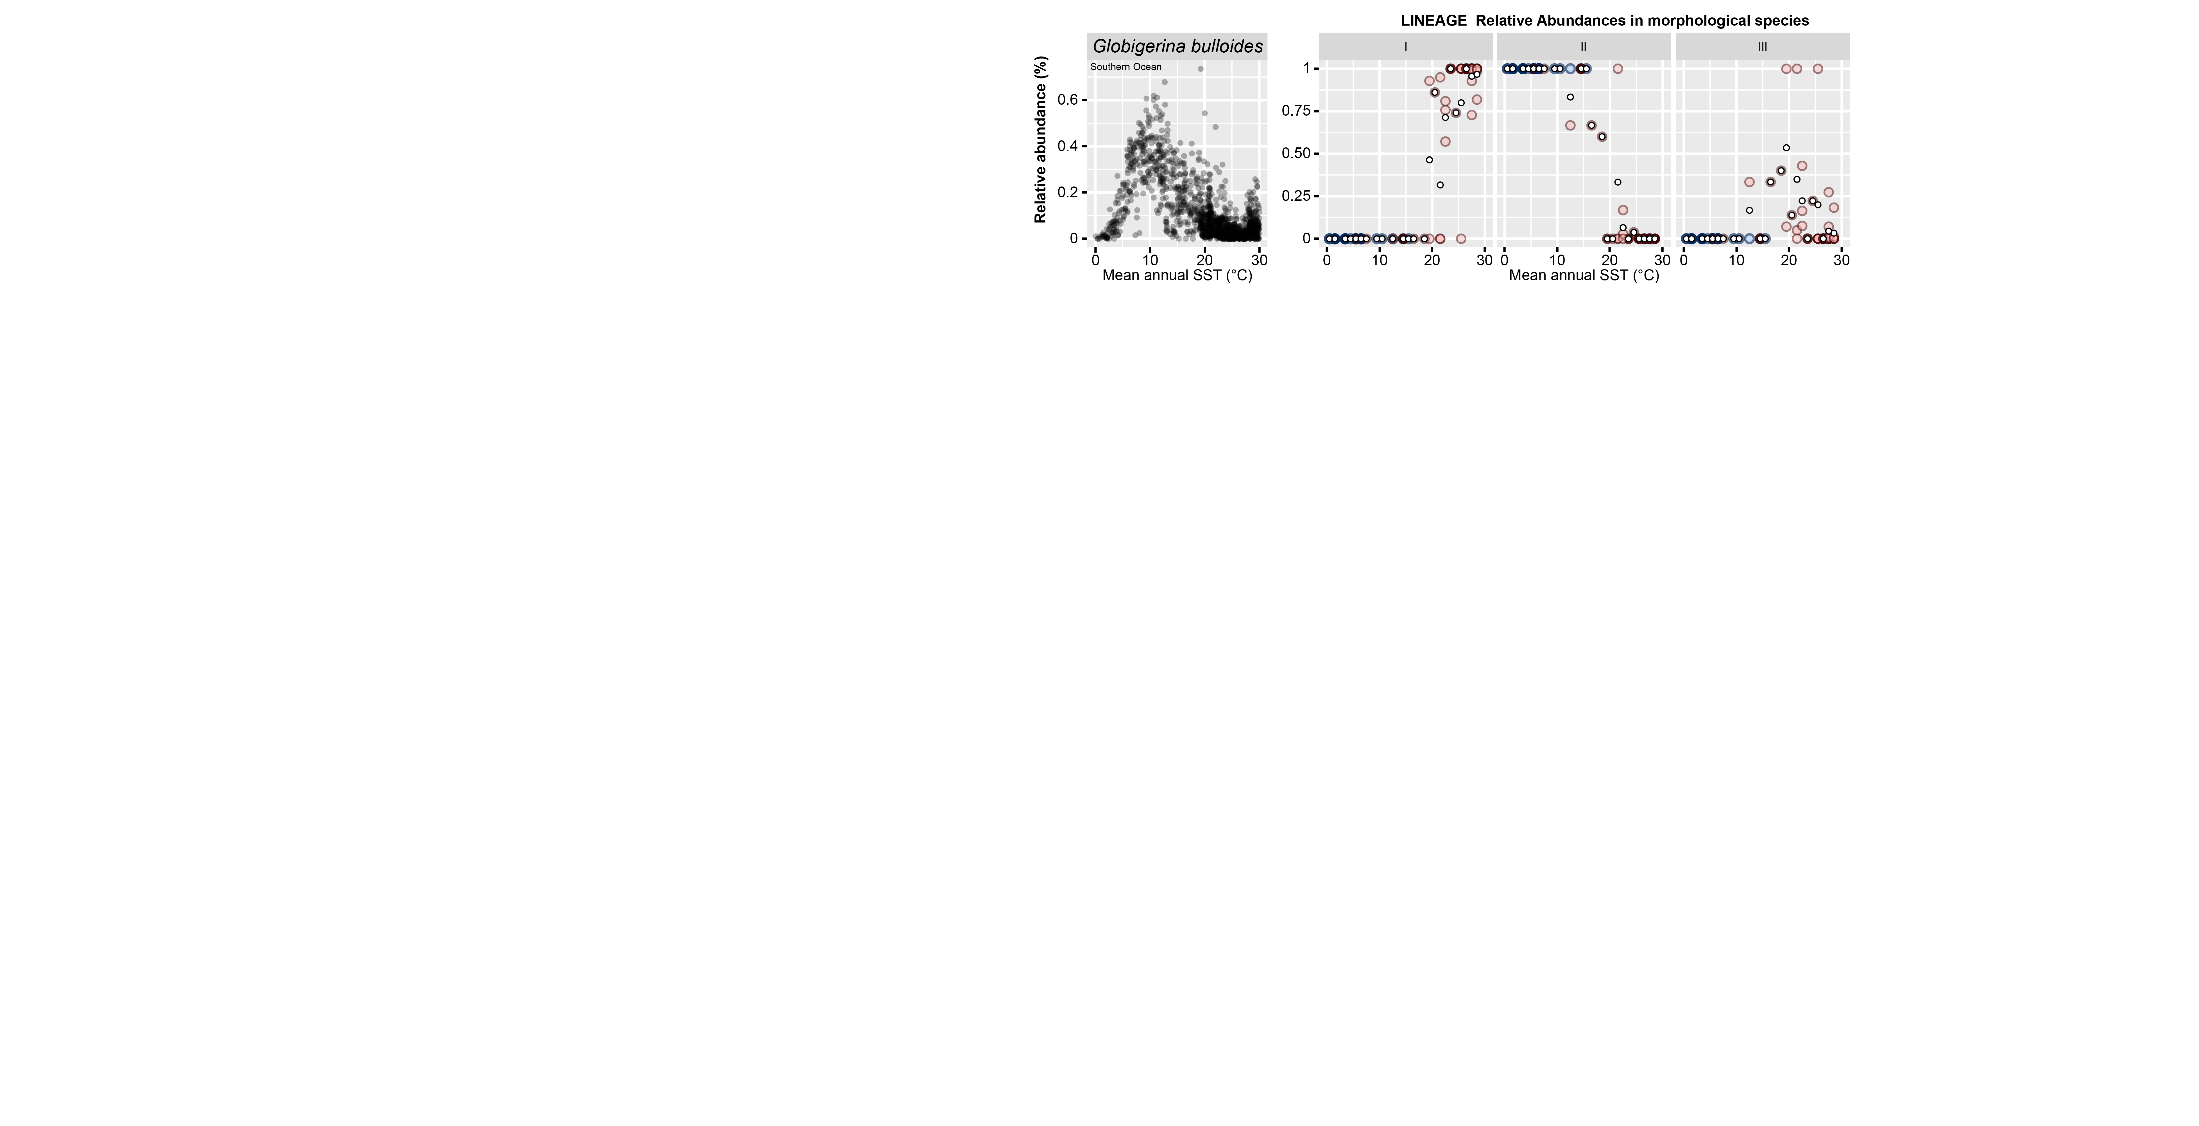 LINEAGE Relative Abundances in morphological species
Globigerina bulloides
I
II
III
Southern Ocean
Relative abundance (%)
0.6
0.4
0.2
0
0 10 20 30
Mean annual SST (°C)
1
0.75
0.50
0.25
0
0 10 20 30
0 10 20 30
0 10 20 30
Mean annual SST (°C)